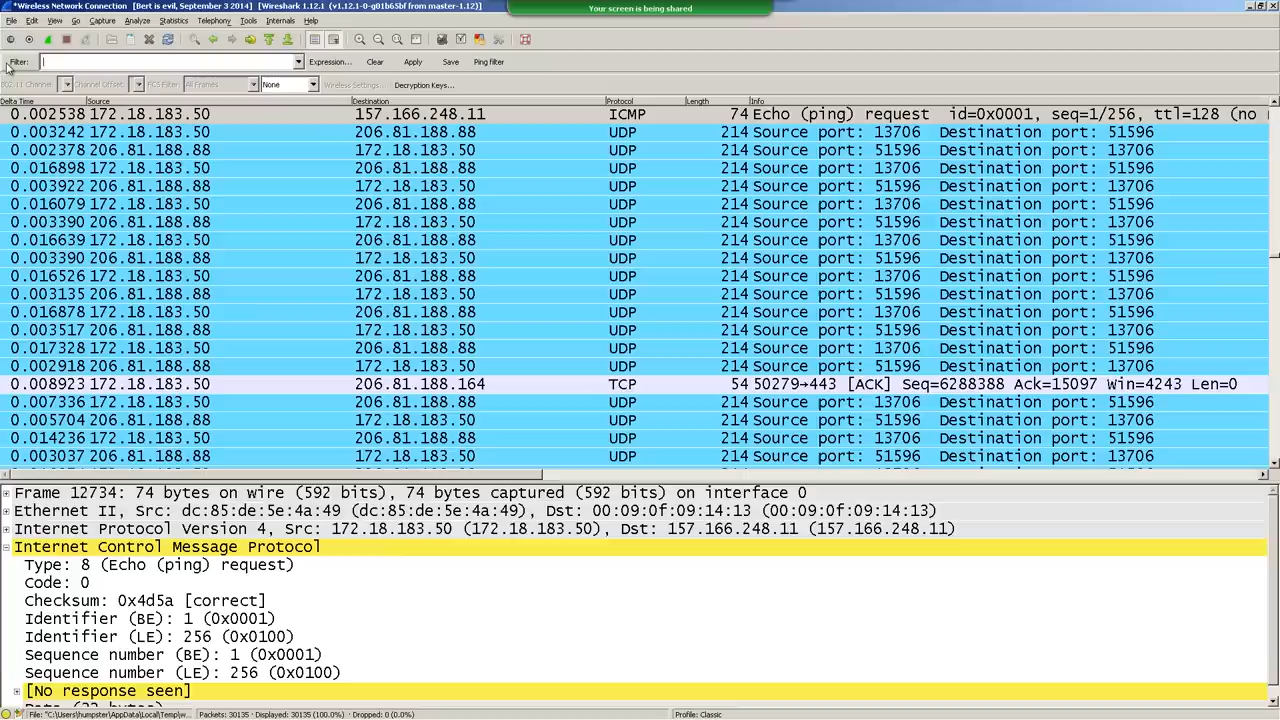 *Wireless Network Connection [Bert is evil, September 3 2014] [Wireshark 1.12.1 (v1.12.1-0-g01b65bf from master-1.12)]
Your screen is being shared
File Edit View Go Capture Analyze Statistics Telephony Tools Internals Help
Filter: Expression... Clear Apply Save Ping filter
802.11 Channel: Channel Offset: FCS Filter: All Frames None Wireless Settings... Decryption Keys...
Delta Time Source Destination Protocol Length Info
0.002538 172.18.183.50 157.166.248.11 ICMP 74 Echo (ping) request id=0x0001, seq=1/256, ttl=128 (no
0.003242 172.18.183.50 206.81.188.88 UDP 214 Source port: 13706 Destination port: 51596
0.002378 206.81.188.88 172.18.183.50 UDP 214 Source port: 51596 Destination port: 13706
0.016898 172.18.183.50 206.81.188.88 UDP 214 Source port: 13706 Destination port: 51596
0.003922 206.81.188.88 172.18.183.50 UDP 214 Source port: 51596 Destination port: 13706
0.016079 172.18.183.50 206.81.188.88 UDP 214 Source port: 13706 Destination port: 51596
0.003390 206.81.188.88 172.18.183.50 UDP 214 Source port: 51596 Destination port: 13706
0.016639 172.18.183.50 206.81.188.88 UDP 214 Source port: 13706 Destination port: 51596
0.003390 206.81.188.88 172.18.183.50 UDP 214 Source port: 51596 Destination port: 13706
0.016526 172.18.183.50 206.81.188.88 UDP 214 Source port: 13706 Destination port: 51596
0.003135 206.81.188.88 172.18.183.50 UDP 214 Source port: 51596 Destination port: 13706
0.016878 172.18.183.50 206.81.188.88 UDP 214 Source port: 13706 Destination port: 51596
0.003517 206.81.188.88 172.18.183.50 UDP 214 Source port: 51596 Destination port: 13706
0.017328 172.18.183.50 206.81.188.88 UDP 214 Source port: 13706 Destination port: 51596
0.002918 206.81.188.88 172.18.183.50 UDP 214 Source port: 51596 Destination port: 13706
0.008923 172.18.183.50 206.81.188.164 TCP 54 50279→443 [ACK] Seq=6288388 Ack=15097 Win=4243 Len=0
0.007336 172.18.183.50 206.81.188.88 UDP 214 Source port: 13706 Destination port: 51596
0.005704 206.81.188.88 172.18.183.50 UDP 214 Source port: 51596 Destination port: 13706
0.014236 172.18.183.50 206.81.188.88 UDP 214 Source port: 13706 Destination port: 51596
0.003037 206.81.188.88 172.18.183.50 UDP 214 Source port: 51596 Destination port: 13706
Frame 12734: 74 bytes on wire (592 bits), 74 bytes captured (592 bits) on interface 0
Ethernet II, Src: dc:85:de:5e:4a:49 (dc:85:de:5e:4a:49), Dst: 00:09:0f:09:14:13 (00:09:0f:09:14:13)
Internet Protocol Version 4, Src: 172.18.183.50 (172.18.183.50), Dst: 157.166.248.11 (157.166.248.11)
Internet Control Message Protocol
Type: 8 (Echo (ping) request)
Code: 0
Checksum: 0x4d5a [correct]
Identifier (BE): 1 (0x0001)
Identifier (LE): 256 (0x0100)
Sequence number (BE): 1 (0x0001)
Sequence number (LE): 256 (0x0100)
[No response seen]
Data (32 bytes)
File: "C:\Users\humpster\AppData\Local\Temp\w... Packets: 30135 · Displayed: 30135 (100.0%) · Dropped: 0 (0.0%) Profile: Classic